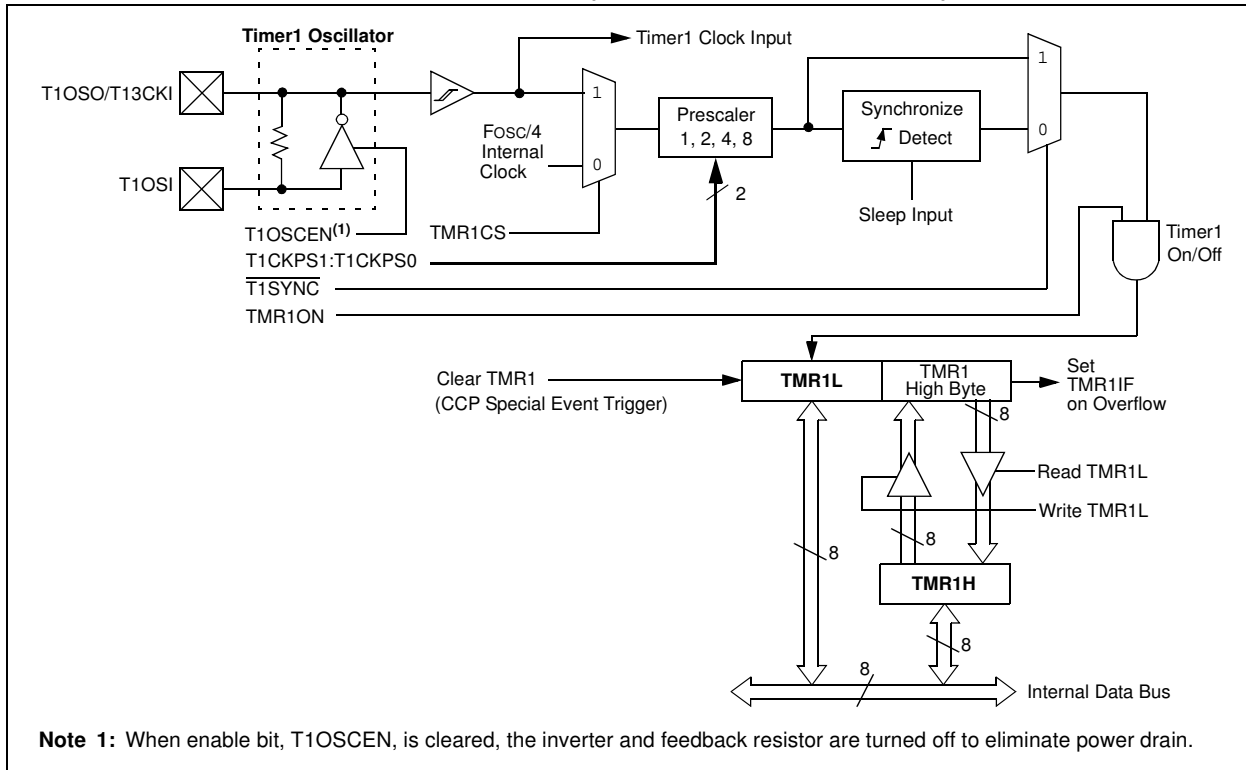 Timer1 Oscillator
Timer1 Clock Input
T1OSO/T13CKI
T1OSI
1
0
FOSC/4
Internal
Clock
Prescaler
1, 2, 4, 8
2
Synchronize
Detect
Sleep Input
1
0
T1OSCEN(1)
TMR1CS
T1CKPS1:T1CKPS0
T1SYNC
TMR1ON
Timer1
On/Off
Clear TMR1
(CCP Special Event Trigger)
TMR1L
TMR1
High Byte
Set
TMR1IF
on Overflow
8
Read TMR1L
Write TMR1L
8
8
TMR1H
8
8
Internal Data Bus
Note 1: When enable bit, T1OSCEN, is cleared, the inverter and feedback resistor are turned off to eliminate power drain.